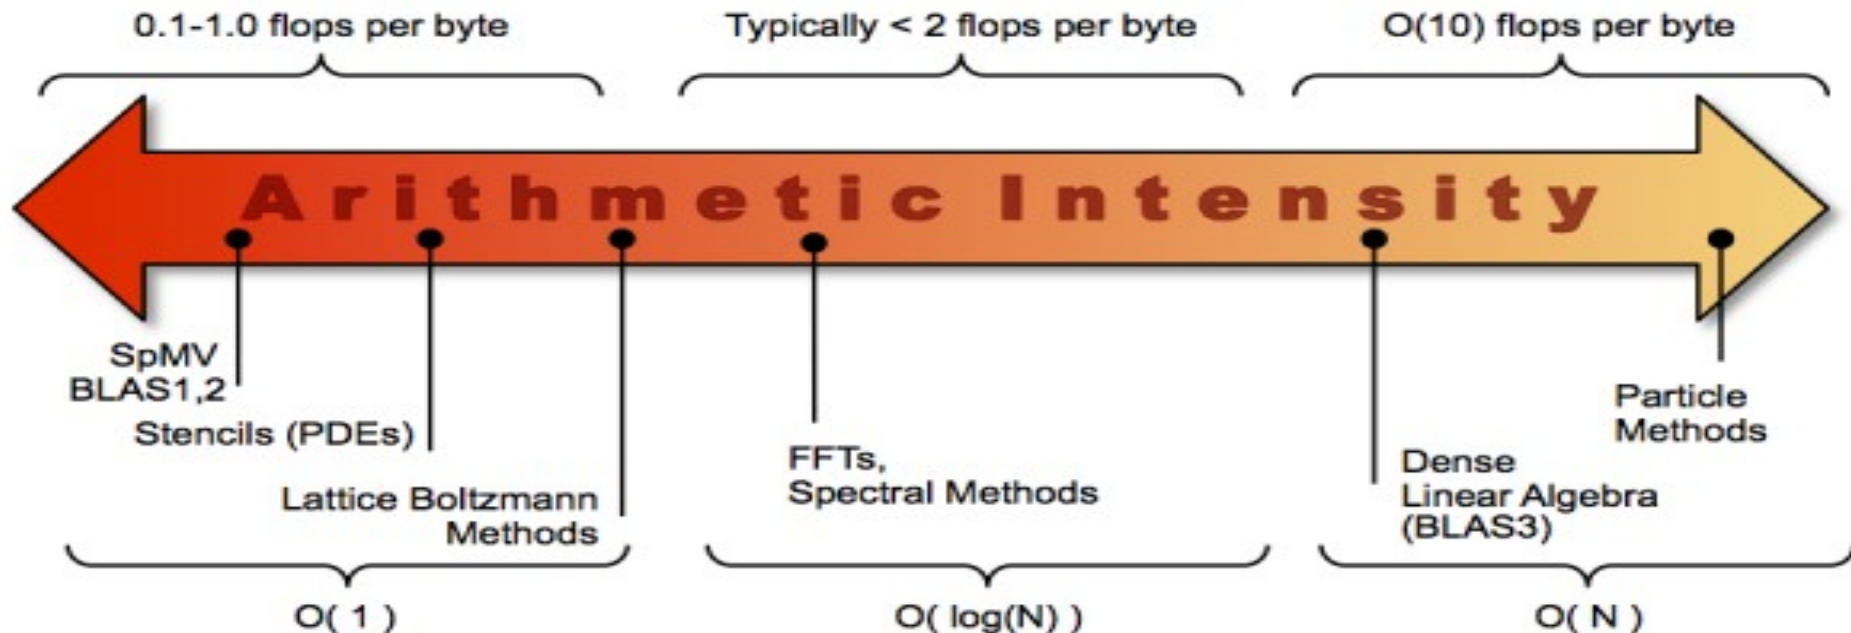 0.1-1.0 flops per byte
Typically < 2 flops per byte
O(10) flops per byte
Arithmetic Intensity
SpMV
BLAS1,2
Stencils (PDEs)
Lattice Boltzmann
Methods
FFTs,
Spectral Methods
Dense
Linear Algebra
(BLAS3)
Particle
Methods
O( 1 )
O( log(N) )
O( N )